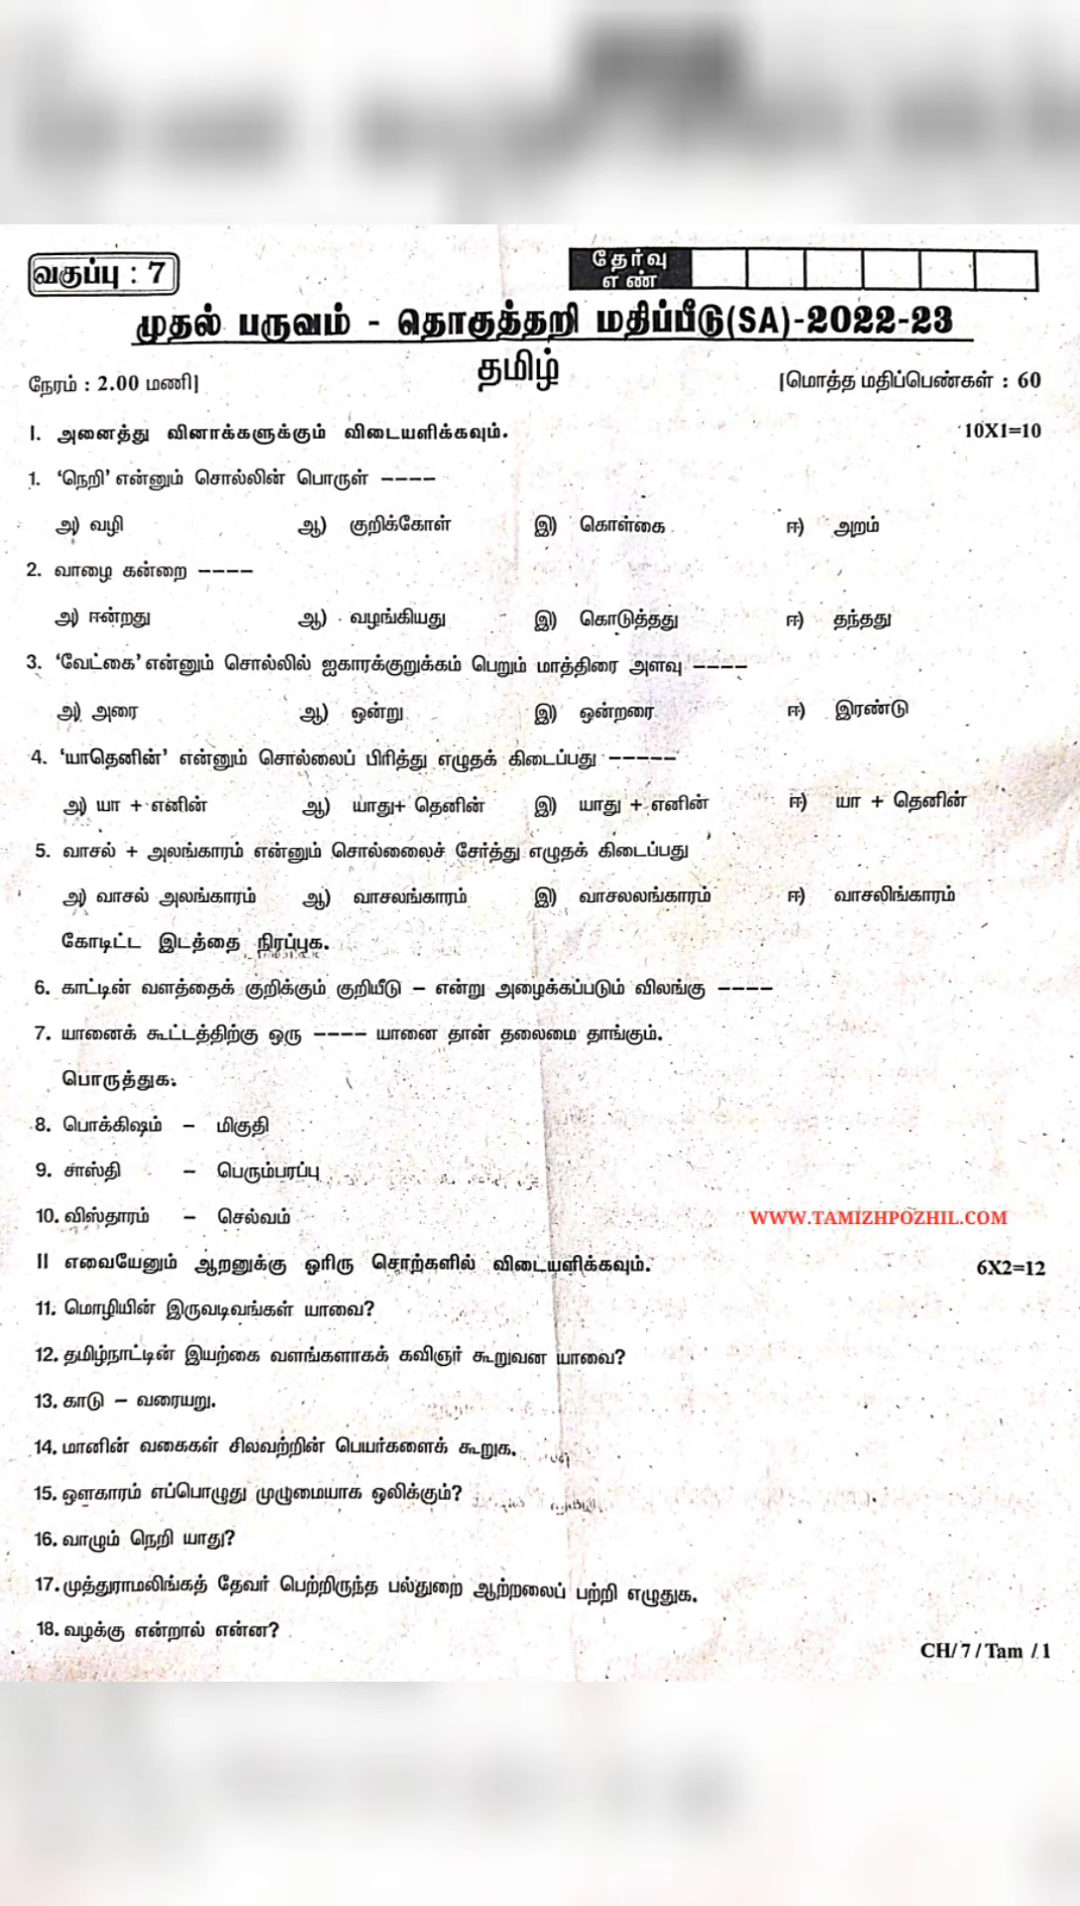 வகுப்பு : 7
தேர்வு எண்
முதல் பருவம் - தொகுத்தறி மதிப்பீடு(SA)-2022-23
தமிழ்
நேரம் : 2.00 மணி] [மொத்த மதிப்பெண்கள் : 60
I. அனைத்து வினாக்களுக்கும் விடையளிக்கவும். 10X1=10
1. ‘நெறி’ என்னும் சொல்லின் பொருள் ----
அ) வழி ஆ) குறிக்கோள் இ) கொள்கை ஈ) அறம்
2. வாழை கன்றை ----
அ) ஈன்றது ஆ) வழங்கியது இ) கொடுத்தது ஈ) தந்தது
3. ‘வேட்கை’ என்னும் சொல்லில் ஐகாரக்குறுக்கம் பெறும் மாத்திரை அளவு ----
அ) அரை ஆ) ஒன்று இ) ஒன்றரை ஈ) இரண்டு
4. ‘யாதெனின்’ என்னும் சொல்லைப் பிரித்து எழுதக் கிடைப்பது -----
அ) யா + எனின் ஆ) யாது+ தெனின் இ) யாது + எனின் ஈ) யா + தெனின்
5. வாசல் + அலங்காரம் என்னும் சொல்லைைச் சேர்த்து எழுதக் கிடைப்பது
அ) வாசல் அலங்காரம் ஆ) வாசலங்காரம் இ) வாசலலங்காரம் ஈ) வாசலிங்காரம்
கோடிட்ட இடத்தை நிரப்புக.
6. காட்டின் வளத்தைக் குறிக்கும் குறியீடு – என்று அழைக்கப்படும் விலங்கு ----
7. யானைக் கூட்டத்திற்கு ஒரு ---- யானை தான் தலைமை தாங்கும்.
பொருத்துக:
8. பொக்கிஷம் – மிகுதி
9. சாஸ்தி – பெரும்பரப்பு
10. விஸ்தாரம் – செல்வம்
WWW.TAMIZHPOZHIL.COM
II எவையேனும் ஆறனுக்கு ஓரிரு சொற்களில் விடையளிக்கவும். 6X2=12
11. மொழியின் இருவடிவங்கள் யாவை?
12. தமிழ்நாட்டின் இயற்கை வளங்களாகக் கவிஞர் கூறுவன யாவை?
13. காடு – வரையறு.
14. மானின் வகைகள் சிலவற்றின் பெயர்களைக் கூறுக.
15. ஔகாரம் எப்பொழுது முழுமையாக ஒலிக்கும்?
16. வாழும் நெறி யாது?
17. முத்துராமலிங்கத் தேவர் பெற்றிருந்த பல்துறை ஆற்றலைப் பற்றி எழுதுக.
18. வழக்கு என்றால் என்ன?
CH/ 7 / Tam / 1